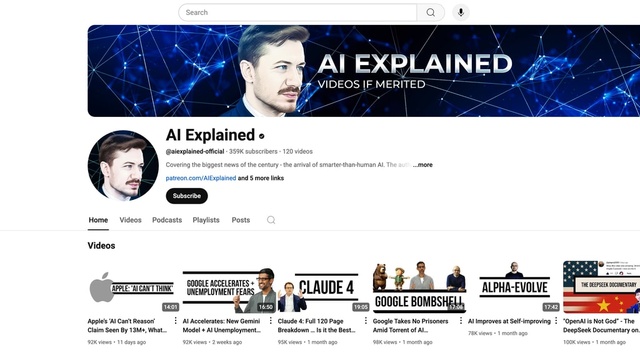 Search
AI EXPLAINED
VIDEOS IF MERITED
AI Explained
@aiexplained-official · 359K subscribers · 120 videos
Covering the biggest news of the century - the arrival of smarter-than-human AI. The ...more
patreon.com/AIExplained and 5 more links
Subscribe
Home Videos Podcasts Playlists Posts
Videos
APPLE: "AI CAN'T THINK'
14:01
GOOGLE ACCELERATES +
UNEMPLOYMENT FEARS
16:50
CLAUDE 4
19:05
GOOGLE BOMBSHELL
ALPHA-EVOLVE
17:42
THE DEEPSEEK DOCUMENTARY
Apple's 'AI Can't Reason'
Claim Seen By 13M+, What...
92K views · 11 days ago
AI Accelerates: New Gemini
Model + AI Unemployment...
92K views · 3 weeks ago
Claude 4: Full 120 Page
Breakdown … Is it the Best...
93K views · 1 month ago
Google Takes No Prisoners
Amid Torrent of AI...
98K views · 1 month ago
AI Improves at Self-improving
78K views · 1 month ago
"OpenAI is Not God" - The
DeepSeek Documentary on...
100K views · 1 month ago